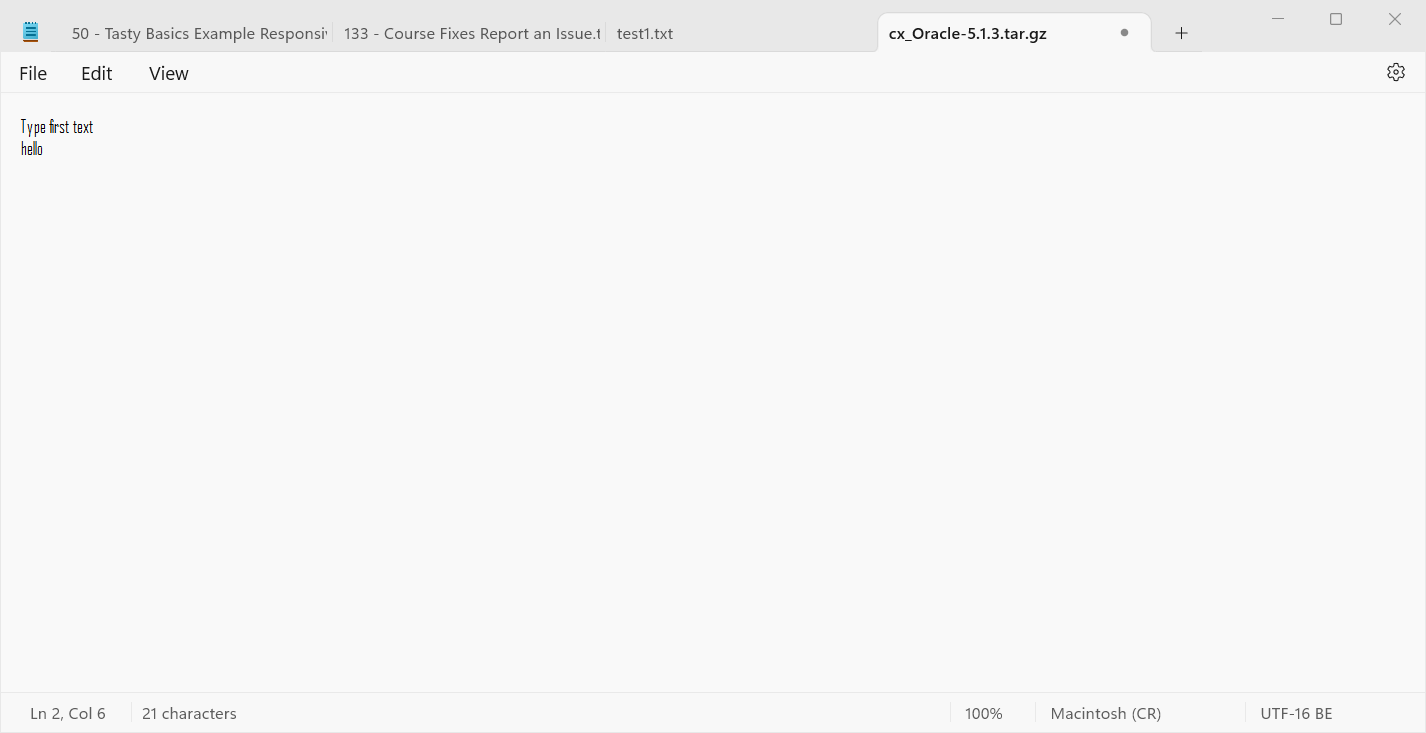 50 - Tasty Basics Example Responsi 133 - Course Fixes Report an Issue.t test1.txt cx_Oracle-5.1.3.tar.gz
File Edit View
Type first text
hello
Ln 2, Col 6 21 characters 100% Macintosh (CR) UTF-16 BE